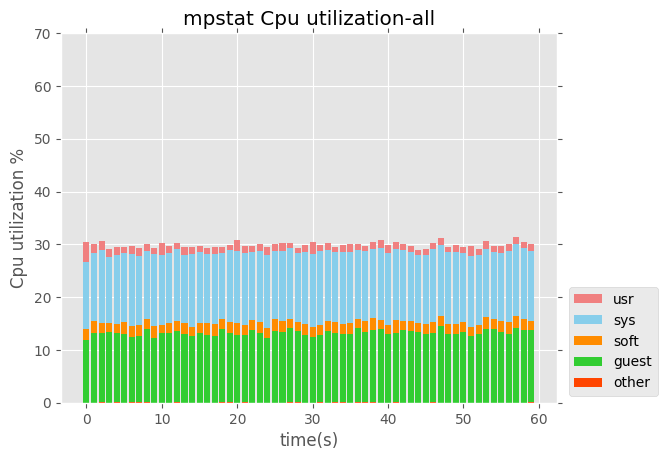 mpstat Cpu utilization-all
70
60
50
40
30
20
10
0
Cpu utilization %
0 10 20 30 40 50 60
time(s)
usr
sys
soft
guest
other